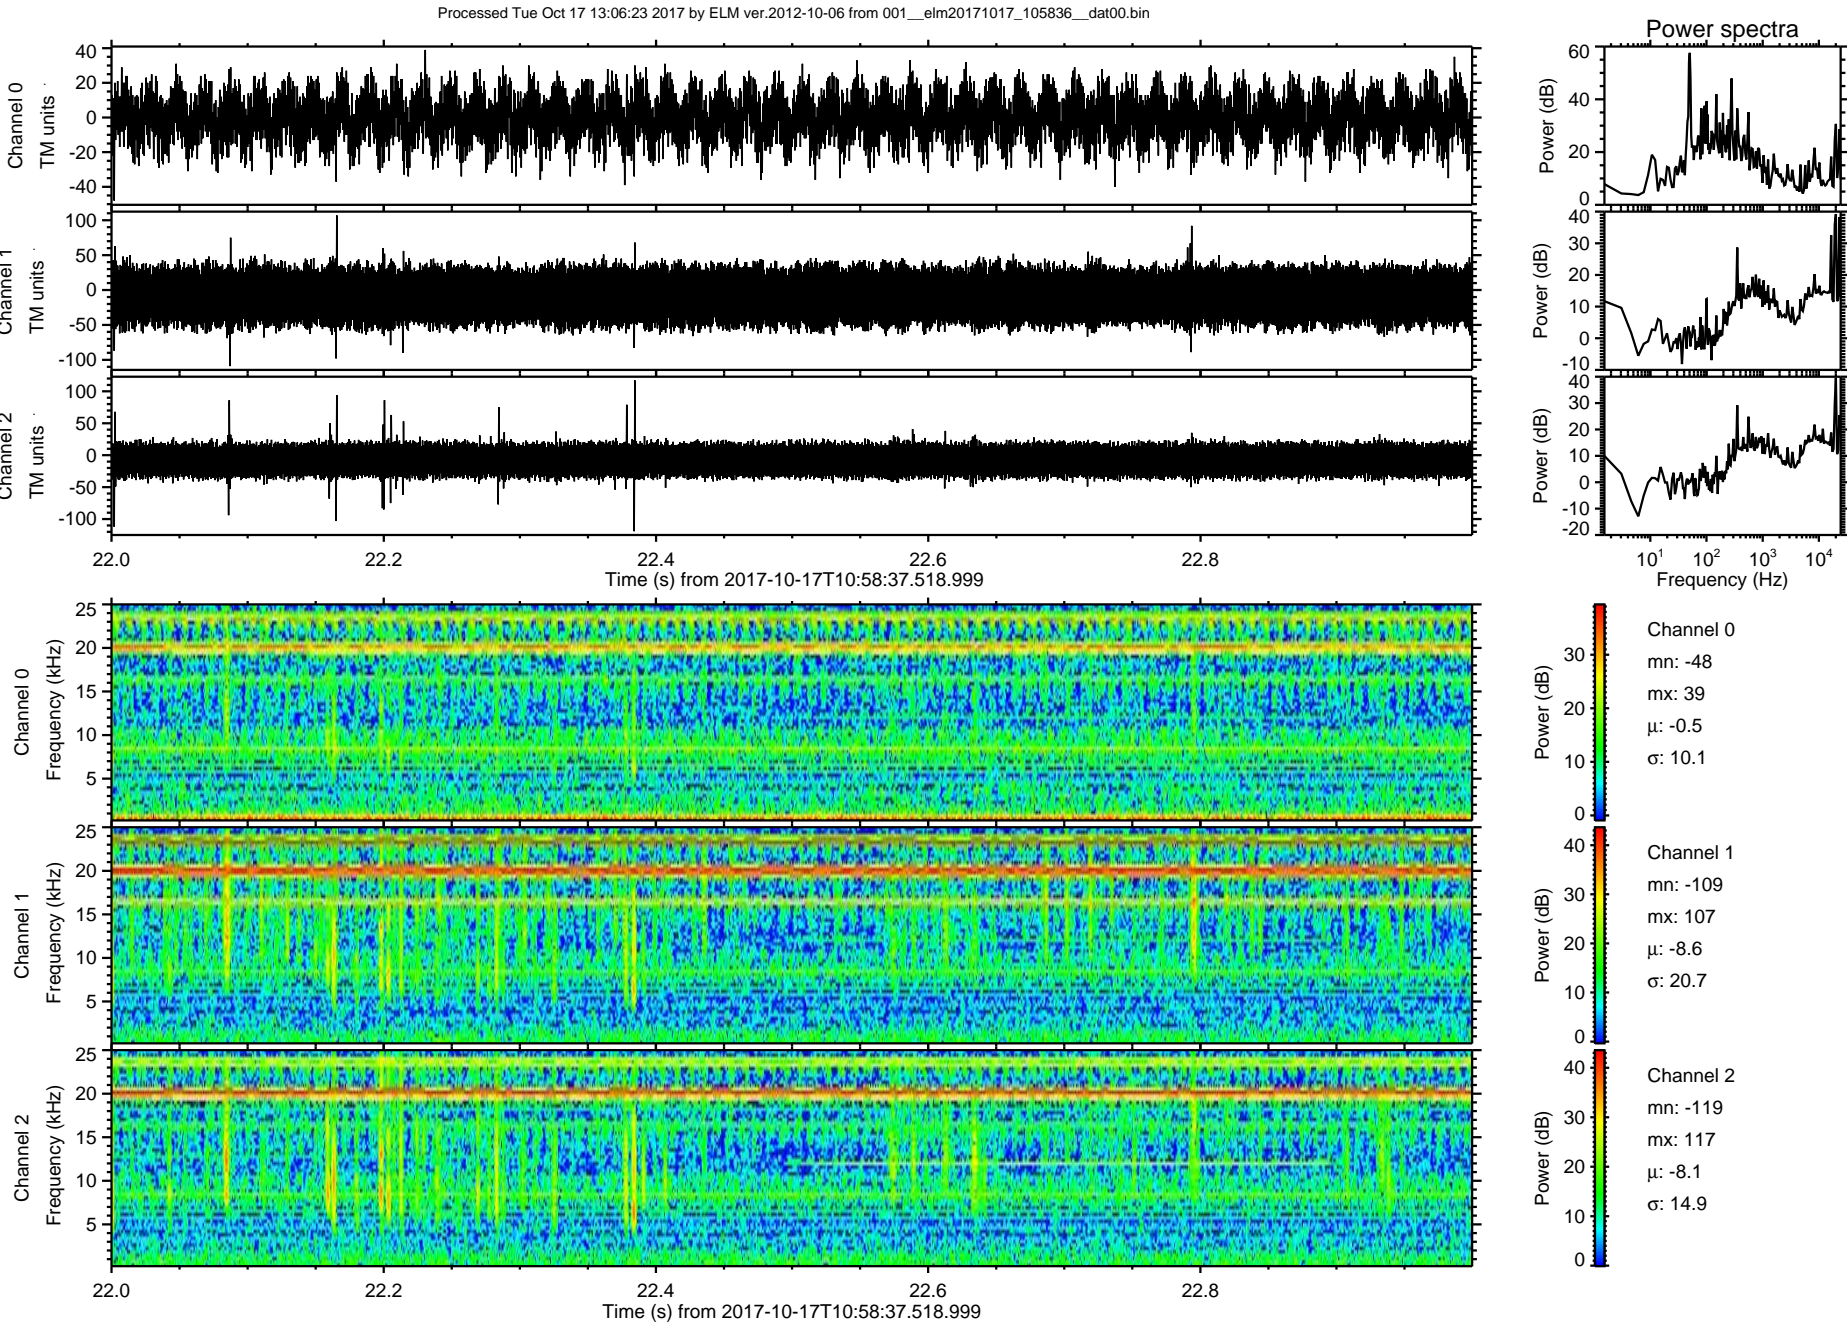 Processed Tue Oct 17 13:06:23 2017 by ELM ver.2012-10-06 from 001__elm20171017_105836__dat00.bin
Power spectra
Channel 0
TM units
40
20
0
-20
-40
Power (dB)
60
40
20
0
Channel 1
TM units
100
50
0
-50
-100
Power (dB)
40
30
20
10
0
-10
Channel 2
TM units
100
50
0
-50
-100
Power (dB)
40
30
20
10
0
-10
-20
22.0 22.2 22.4 22.6 22.8
Time (s) from 2017-10-17T10:58:37.518.999
10^1 10^2 10^3 10^4
Frequency (Hz)
Channel 0
Frequency (kHz)
25
20
15
10
5
Power (dB)
30
20
10
0
Channel 0
mn: -48
mx: 39
μ: -0.5
σ: 10.1
Channel 1
Frequency (kHz)
25
20
15
10
5
Power (dB)
40
30
20
10
0
Channel 1
mn: -109
mx: 107
μ: -8.6
σ: 20.7
Channel 2
Frequency (kHz)
25
20
15
10
5
Power (dB)
40
30
20
10
0
Channel 2
mn: -119
mx: 117
μ: -8.1
σ: 14.9
22.0 22.2 22.4 22.6 22.8
Time (s) from 2017-10-17T10:58:37.518.999